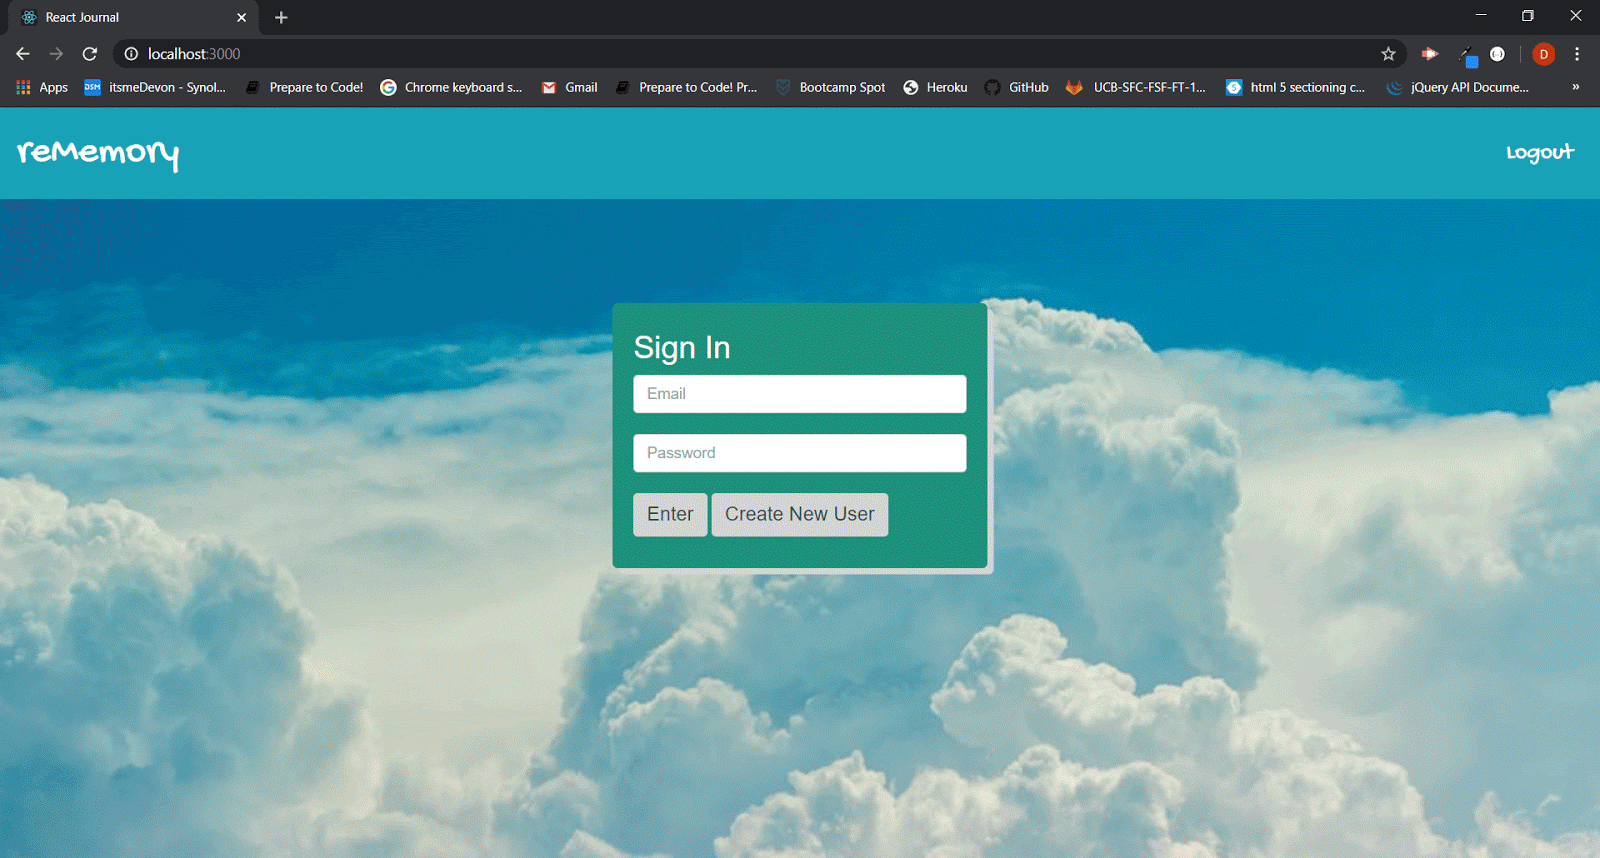 React Journal
localhost:3000
D
Apps DSM itsmeDevon - Synol... Prepare to Code! Chrome keyboard s... Gmail Prepare to Code! Pr... Bootcamp Spot Heroku GitHub UCB-SFC-FSF-FT-1... html 5 sectioning c... jQuery API Docume... »
reMemory Logout
Sign In
Email
Password
Enter Create New User